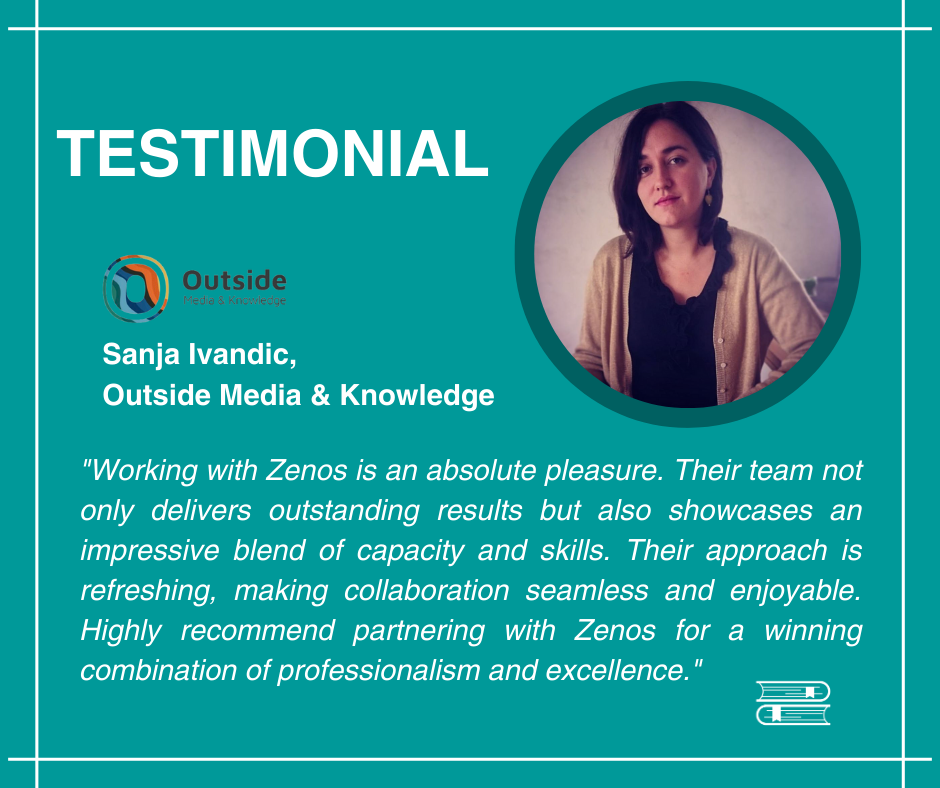 TESTIMONIAL
Outside
Media & Knowledge
Sanja Ivandic,
Outside Media & Knowledge
"Working with Zenos is an absolute pleasure. Their team not
only delivers outstanding results but also showcases an
impressive blend of capacity and skills. Their approach is
refreshing, making collaboration seamless and enjoyable.
Highly recommend partnering with Zenos for a winning
combination of professionalism and excellence."